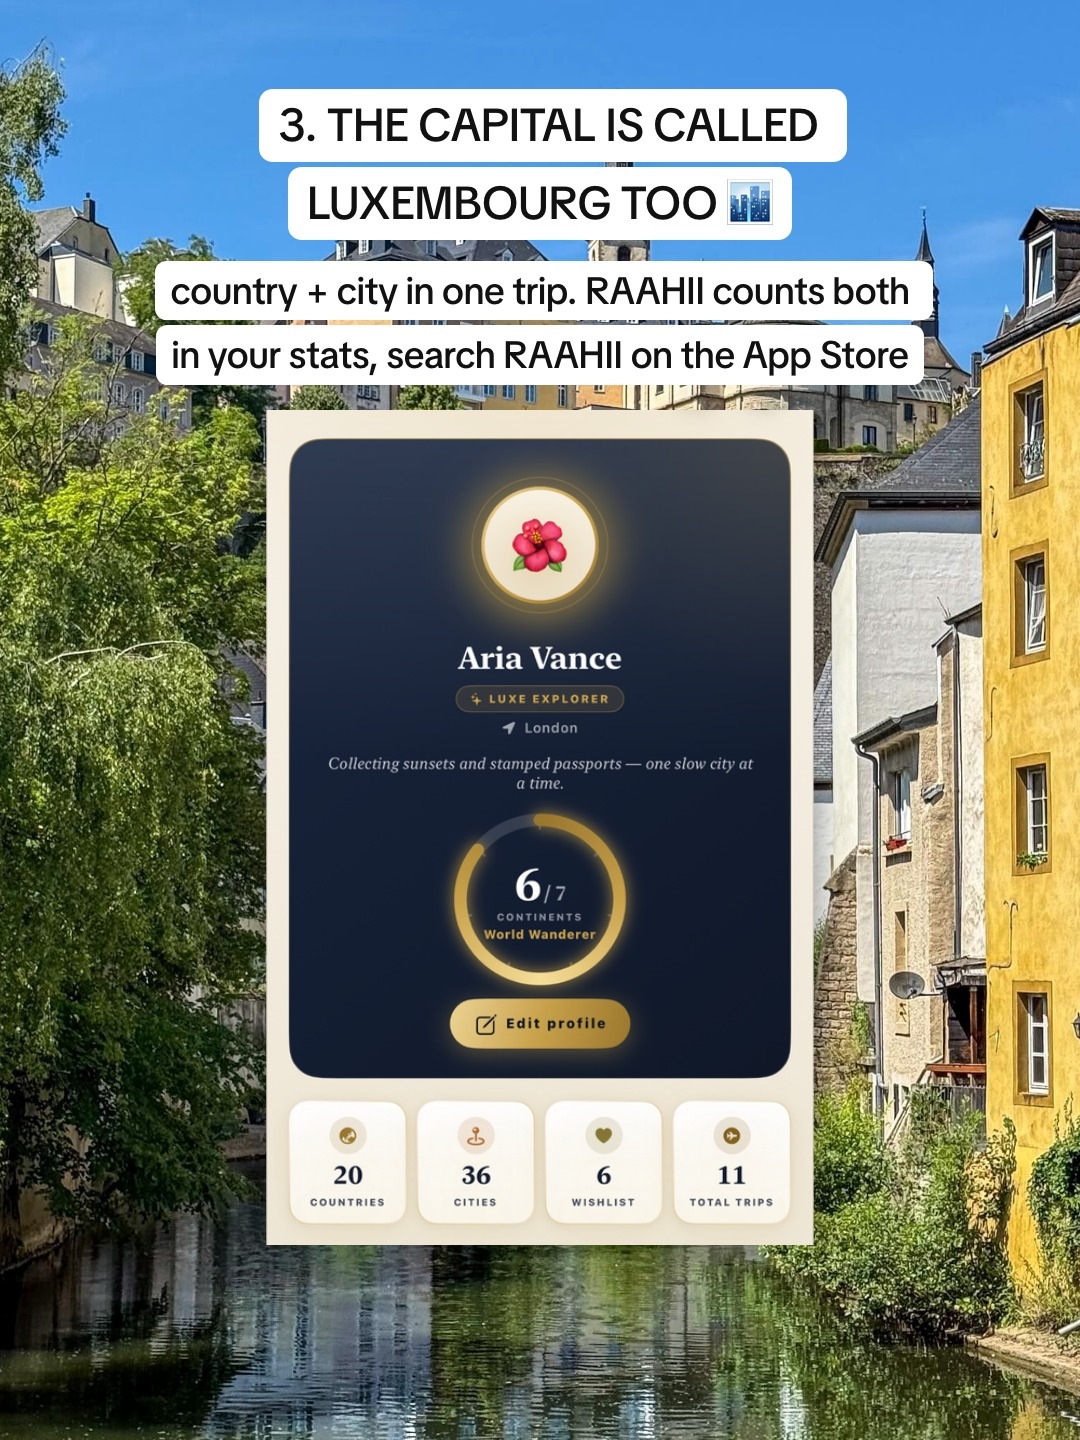 3. THE CAPITAL IS CALLED
LUXEMBOURG TOO
country + city in one trip. RAAHII counts both
in your stats, search RAAHII on the App Store
Aria Vance
LUXE EXPLORER
London
Collecting sunsets and stamped passports — one slow city at
a time.
6/7
CONTINENTS
World Wanderer
Edit profile
20
COUNTRIES
36
CITIES
6
WISHLIST
11
TOTAL TRIPS